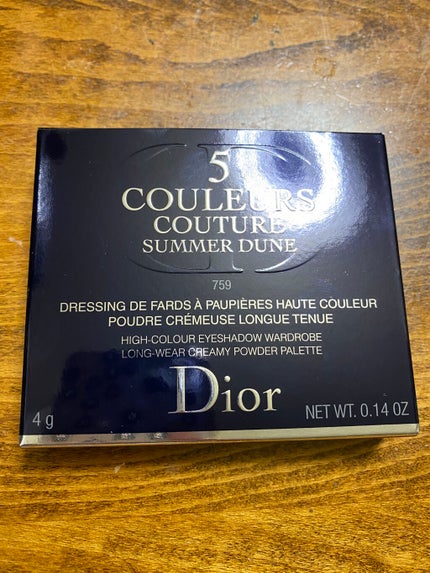 5
COULEURS
COUTURE
SUMMER DUNE
759
DRESSING DE FARDS À PAUPIÈRES HAUTE COULEUR
POUDRE CRÉMEUSE LONGUE TENUE
HIGH-COLOUR EYESHADOW WARDROBE
LONG-WEAR CREAMY POWDER PALETTE
Dior
4 g
NET WT. 0.14 OZ